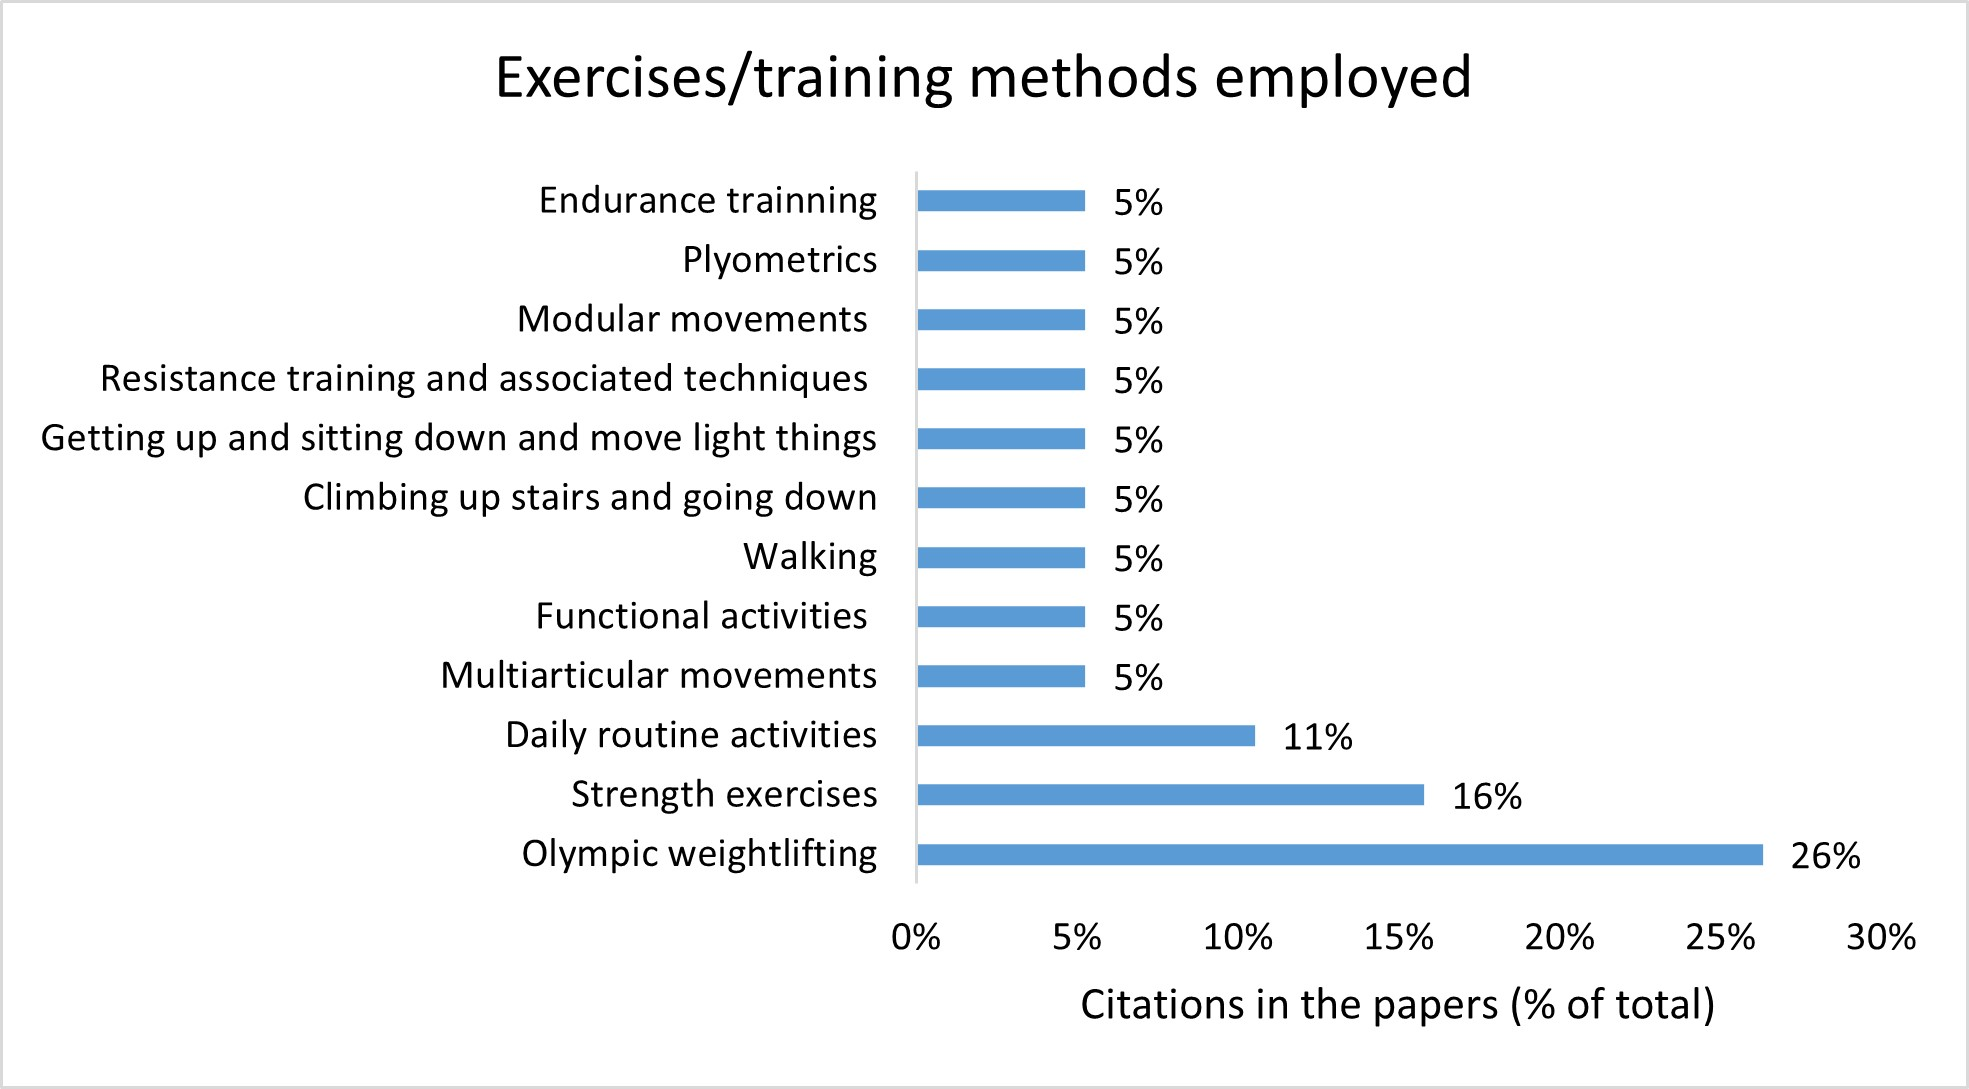 Exercises/training methods employed
Endurance trainning 5%
Plyometrics 5%
Modular movements 5%
Resistance training and associated techniques 5%
Getting up and sitting down and move light things 5%
Climbing up stairs and going down 5%
Walking 5%
Functional activities 5%
Multiarticular movements 5%
Daily routine activities 11%
Strength exercises 16%
Olympic weightlifting 26%
0% 5% 10% 15% 20% 25% 30%
Citations in the papers (% of total)